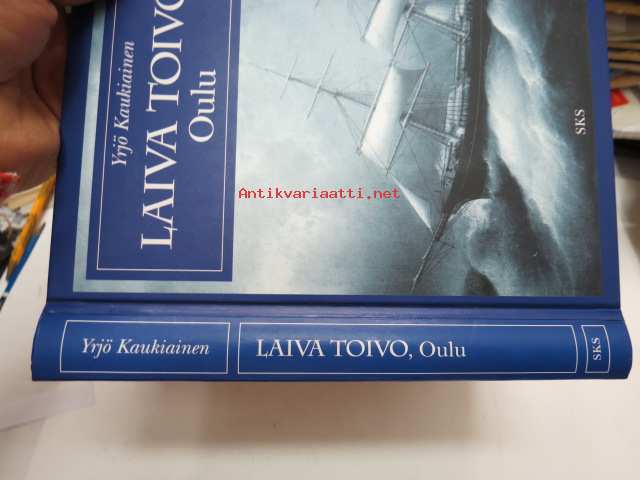 Yrjö Kaukiainen
LAIVA TOIVO,
Oulu
SKS
Antikvariaatti.net
Yrjö Kaukiainen
LAIVA TOIVO, Oulu
SKS